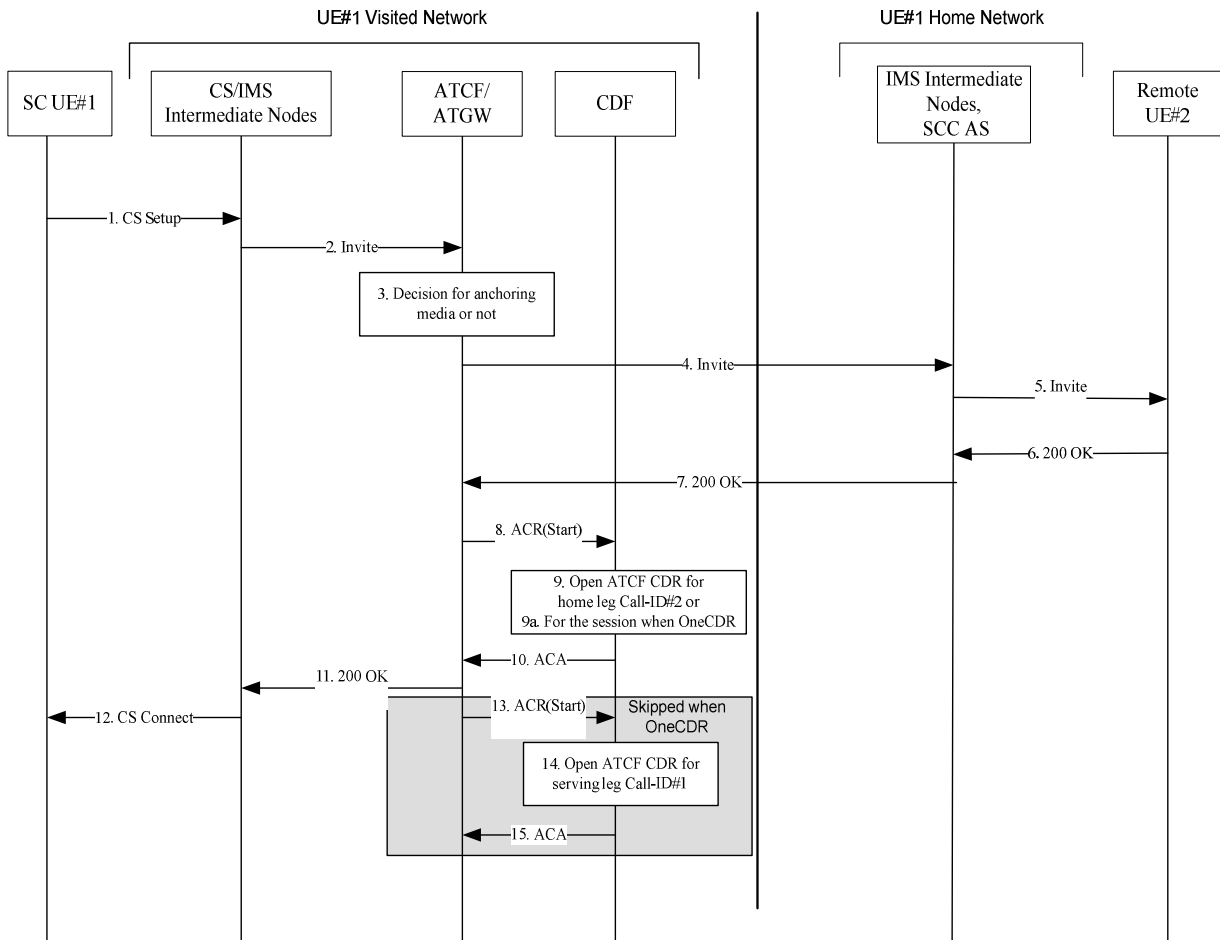 UE#1 Visited Network
UE#1 Home Network
SC UE#1
CS/IMS
Intermediate Nodes
ATCF/
ATGW
CDF
IMS Intermediate
Nodes,
SCC AS
Remote
UE#2
1. CS Setup
2. Invite
3. Decision for anchoring
media or not
4. Invite
5. Invite
6. 200 OK
7. 200 OK
8. ACR(Start)
9. Open ATCF CDR for
home leg Call-ID#2 or
9a. For the session when OneCDR
10. ACA
11. 200 OK
12. CS Connect
13. ACR(Start)
Skipped when
OneCDR
14. Open ATCF CDR for
serving leg Call-ID#1
15. ACA